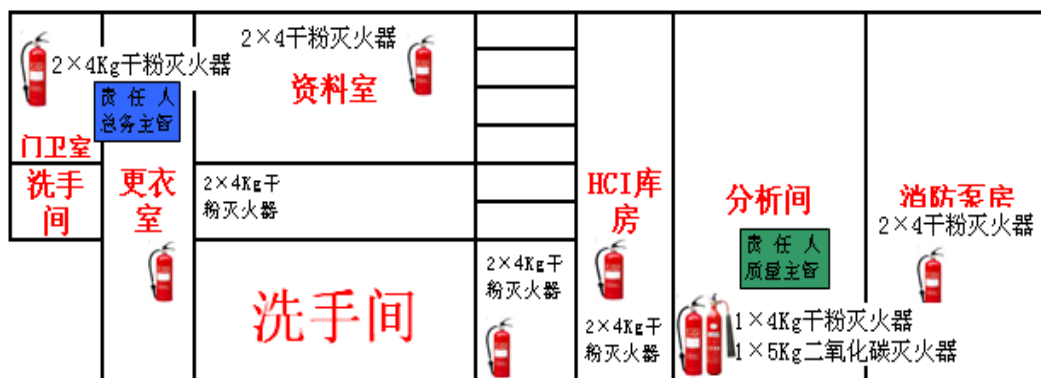 2×4Kg干粉灭火器
责任人
总务主管
门卫室
洗手
间
更衣
室
2×4干粉灭火器
资料室
2×4Kg干
粉灭火器
洗手间
2×4Kg干
粉灭火器
HCI库
房
2×4Kg干
粉灭火器
分析间
责任人
质量主管
1×4Kg干粉灭火器
1×5Kg二氧化碳灭火器
消防泵房
2×4干粉灭火器